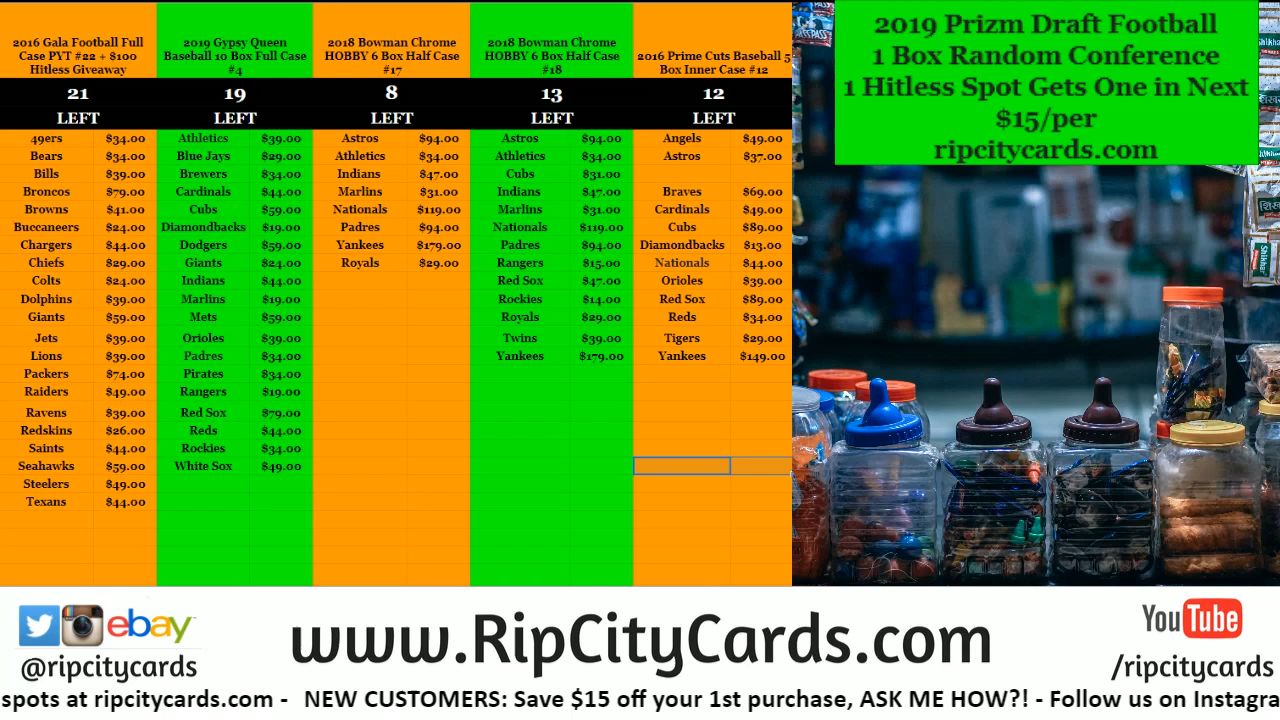 2016 Gala Football Full
Case PYT #22 + $100
Hitless Giveaway
21
LEFT
49ers $34.00
Bears $34.00
Bills $39.00
Broncos $79.00
Browns $41.00
Buccaneers $24.00
Chargers $44.00
Chiefs $29.00
Colts $24.00
Dolphins $39.00
Giants $59.00
Jets $39.00
Lions $39.00
Packers $74.00
Raiders $49.00
Ravens $39.00
Redskins $26.00
Saints $44.00
Seahawks $59.00
Steelers $49.00
Texans $44.00
2019 Gypsy Queen
Baseball 10 Box Full Case
#4
19
LEFT
Athletics $39.00
Blue Jays $29.00
Brewers $34.00
Cardinals $44.00
Cubs $59.00
Diamondbacks $19.00
Dodgers $59.00
Giants $24.00
Indians $44.00
Marlins $19.00
Mets $59.00
Orioles $39.00
Padres $34.00
Pirates $34.00
Rangers $19.00
Red Sox $79.00
Reds $44.00
Rockies $34.00
White Sox $49.00
2018 Bowman Chrome
HOBBY 6 Box Half Case
#17
8
LEFT
Astros $94.00
Athletics $34.00
Indians $47.00
Marlins $31.00
Nationals $119.00
Padres $94.00
Yankees $179.00
Royals $29.00
2018 Bowman Chrome
HOBBY 6 Box Half Case
#18
13
LEFT
Astros $94.00
Athletics $34.00
Cubs $31.00
Indians $47.00
Marlins $31.00
Nationals $119.00
Padres $94.00
Rangers $15.00
Red Sox $47.00
Rockies $14.00
Royals $29.00
Twins $39.00
Yankees $179.00
2016 Prime Cuts Baseball 5
Box Inner Case #12
12
LEFT
Angels $49.00
Astros $37.00
Braves $69.00
Cardinals $49.00
Cubs $89.00
Diamondbacks $13.00
Nationals $44.00
Orioles $39.00
Red Sox $89.00
Reds $34.00
Tigers $29.00
Yankees $149.00
2019 Prizm Draft Football
1 Box Random Conference
1 Hitless Spot Gets One in Next
$15/per
ripcitycards.com
Shikhar
ebay
@ripcitycards
www.RipCityCards.com
YouTube
/ripcitycards
spots at ripcitycards.com - NEW CUSTOMERS: Save $15 off your 1st purchase, ASK ME HOW?! - Follow us on Instagra